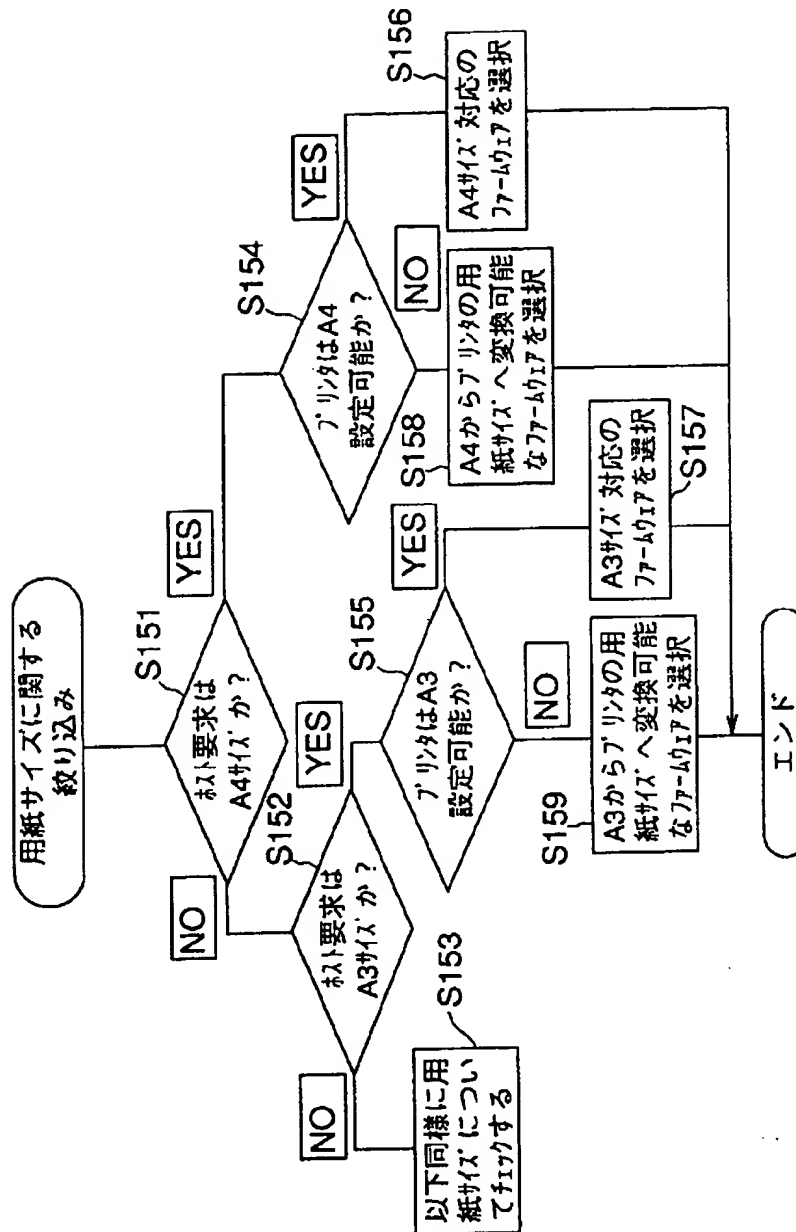 用紙サイズに関する
絞り込み
S151
ホスト要求は
A4サイズか?
YES
NO
S152
ホスト要求は
A3サイズか?
YES
NO
S153
以下同様に用
紙サイズについ
てチェックする
S154
プリンタはA4
設定可能か?
YES
NO
S155
プリンタはA3
設定可能か?
YES
NO
S156
A4サイズ対応の
ファームウェアを選択
S158
A4からプリンタの用
紙サイズへ変換可能
なファームウェアを選択
A3サイズ対応の
ファームウェアを選択
S157
S159
A3からプリンタの用
紙サイズへ変換可能
なファームウェアを選択
エンド